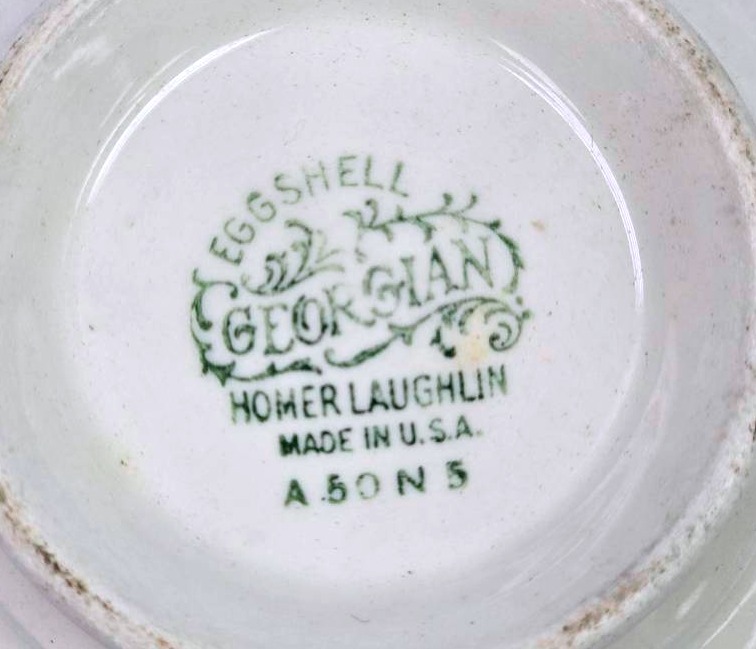 EGGSHELL
GEORGIAN
HOMER LAUGHLIN
MADE IN U.S.A.
A 50 N 5